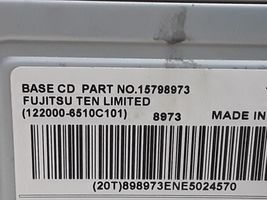 BASE CD PART NO.15798973
FUJITSU TEN LIMITED
(122000-6510C101) 8973 MADE IN
(20T)898973ENE5024570